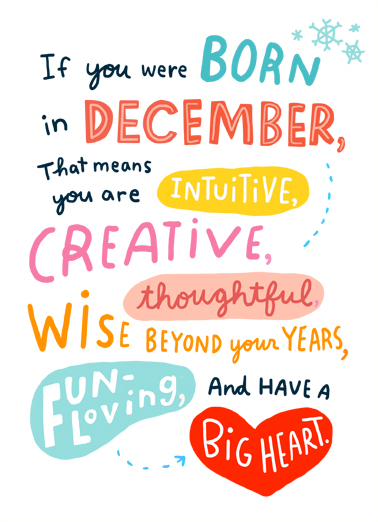 If you were BORN
in DECEMBER,
That means
you are INTUITIVE,
CREATIVE,
thoughtful,
WiSE BEYOND your YEARS,
FUN-
Loving, And HAVE A
BiG HEART.